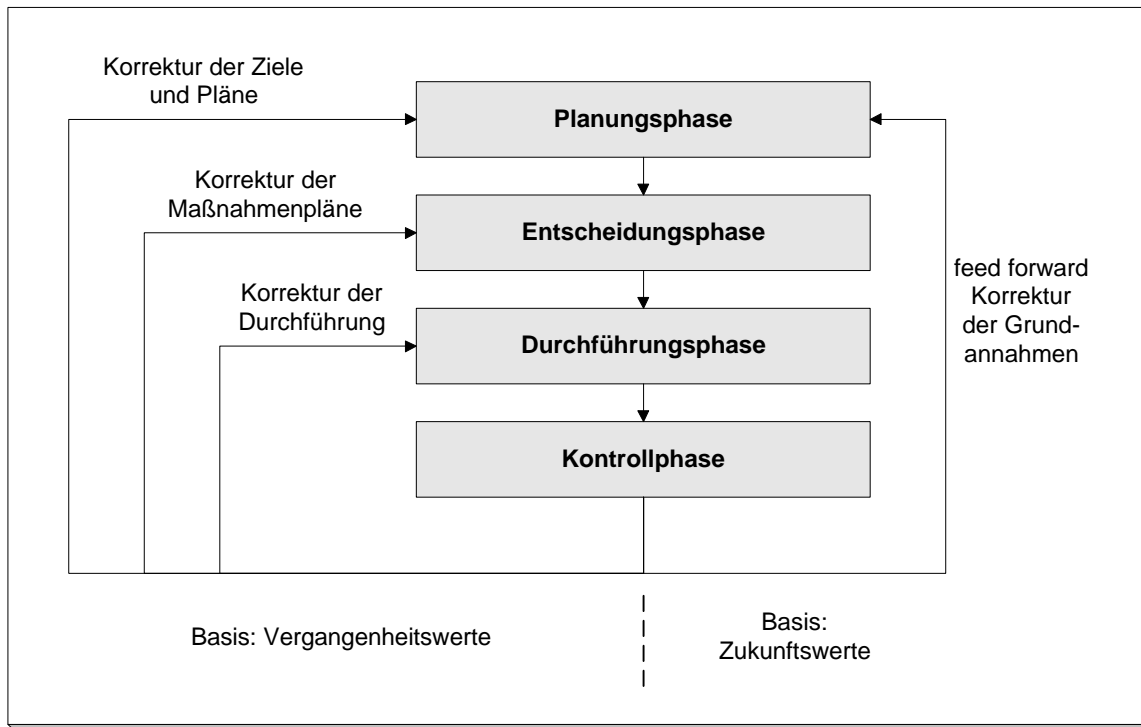 Korrektur der Ziele
und Pläne
Planungsphase
Korrektur der
Maßnahmenpläne
Entscheidungsphase
feed forward
Korrektur
der Grund-
annahmen
Korrektur der
Durchführung
Durchführungsphase
Kontrollphase
Basis: Vergangenheitswerte
Basis:
Zukunftswerte